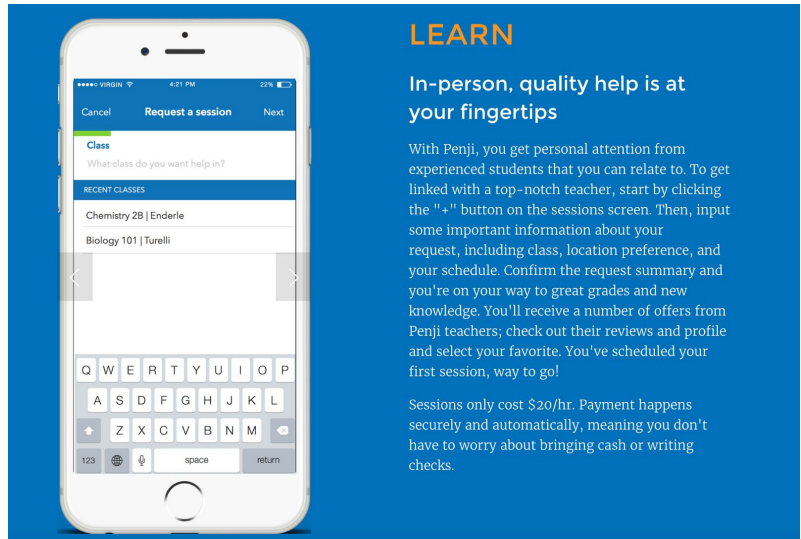 ●●●●○ VIRGIN 4:21 PM 22%
Cancel Request a session Next
Class
What class do you want help in?
RECENT CLASSES
Chemistry 2B | Enderle
Biology 101 | Turelli
Q W E R T Y U I O P
A S D F G H J K L
Z X C V B N M
123 space return
LEARN
In-person, quality help is at
your fingertips
With Penji, you get personal attention from
experienced students that you can relate to. To get
linked with a top-notch teacher, start by clicking
the "+" button on the sessions screen. Then, input
some important information about your
request, including class, location preference, and
your schedule. Confirm the request summary and
you're on your way to great grades and new
knowledge. You'll receive a number of offers from
Penji teachers; check out their reviews and profile
and select your favorite. You've scheduled your
first session, way to go!
Sessions only cost $20/hr. Payment happens
securely and automatically, meaning you don't
have to worry about bringing cash or writing
checks.